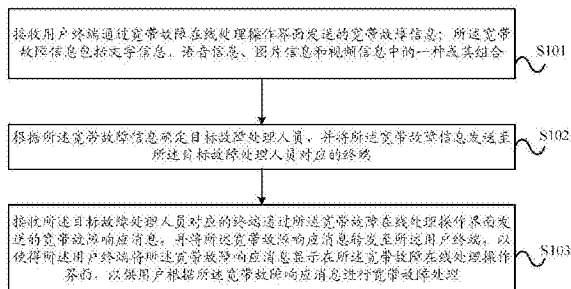 接收用户终端通过宽带故障在线处理操作界面发送的宽带故障信息；所述宽带
故障信息包括文字信息、语音信息、图片信息和视频信息中的一种或其组合
S101
根据所述宽带故障信息确定目标故障处理人员，并将所述宽带故障信息发送至
所述目标故障处理人员对应的终端
S102
接收所述目标故障处理人员对应的终端通过所述宽带故障在线处理操作界面发
送的宽带故障响应消息，并将所述宽带故障响应消息转发至所述用户终端，以
使得所述用户终端将所述宽带故障响应消息显示在所述宽带故障在线处理操作
界面，以供用户根据所述宽带故障响应消息进行宽带故障处理
S103